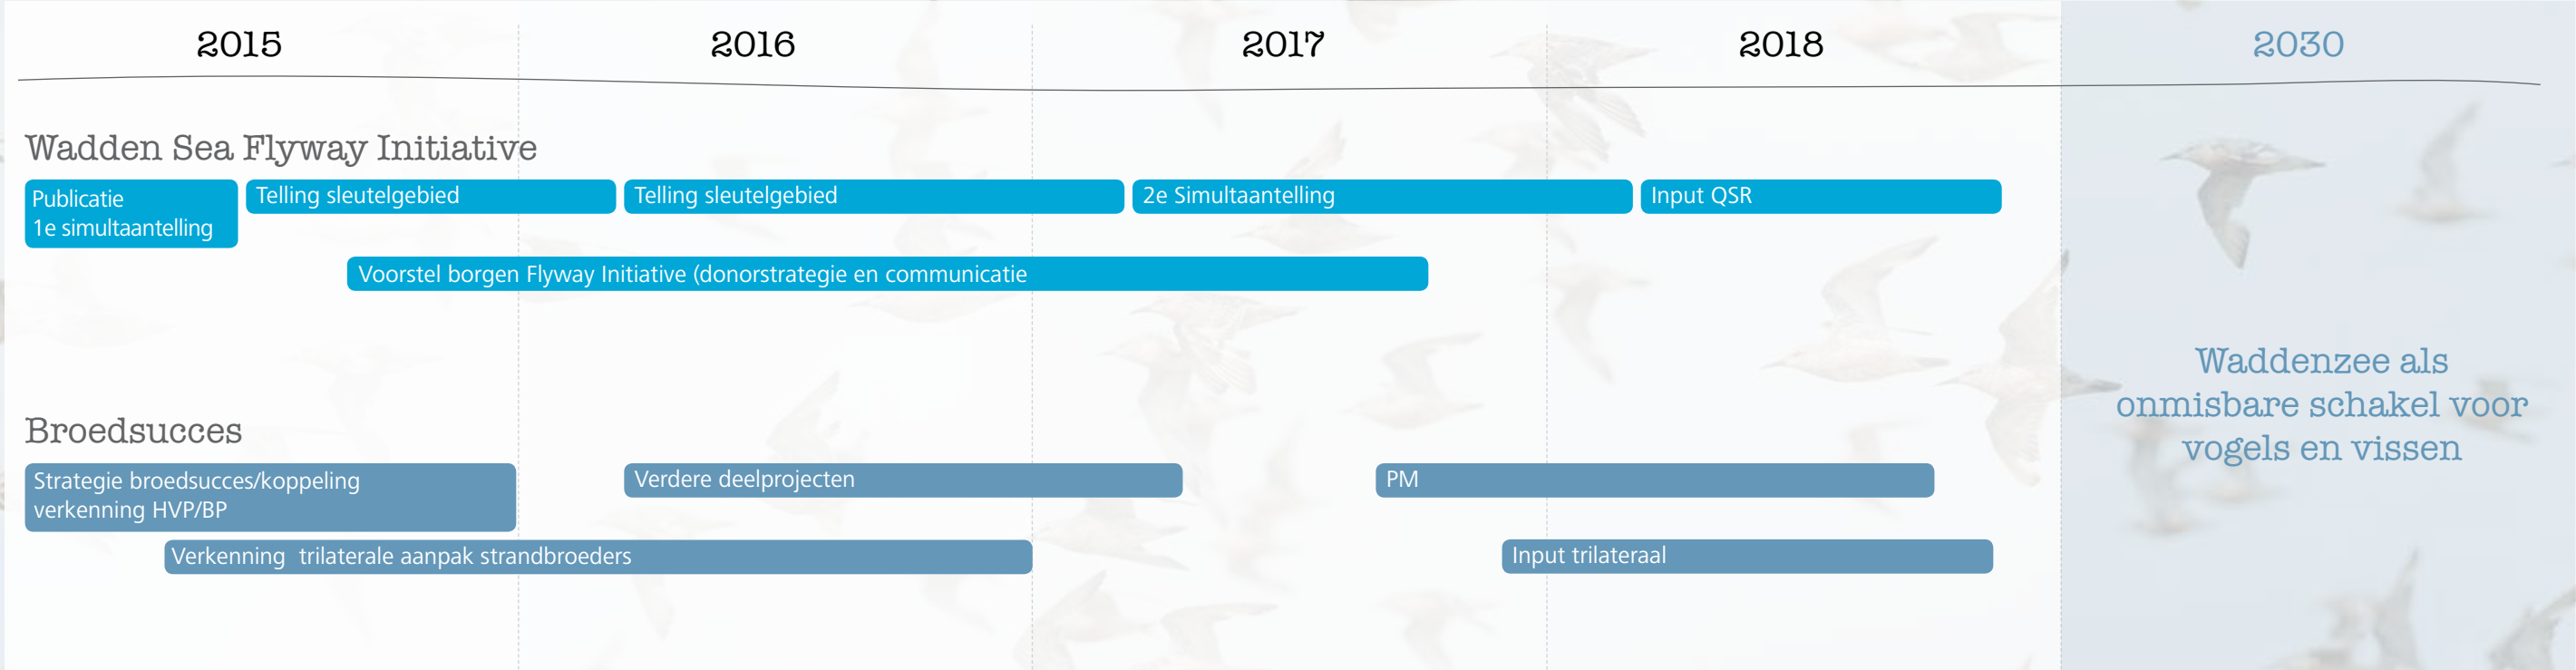 2015 2016 2017 2018 2030
Wadden Sea Flyway Initiative
Publicatie
1e simultaantelling
Telling sleutelgebied
Telling sleutelgebied
2e Simultaantelling
Input QSR
Voorstel borgen Flyway Initiative (donorstrategie en communicatie
Broedsucces
Strategie broedsucces/koppeling
verkenning HVP/BP
Verdere deelprojecten
PM
Verkenning  trilaterale aanpak strandbroeders
Input trilateraal
Waddenzee als
onmisbare schakel voor
vogels en vissen